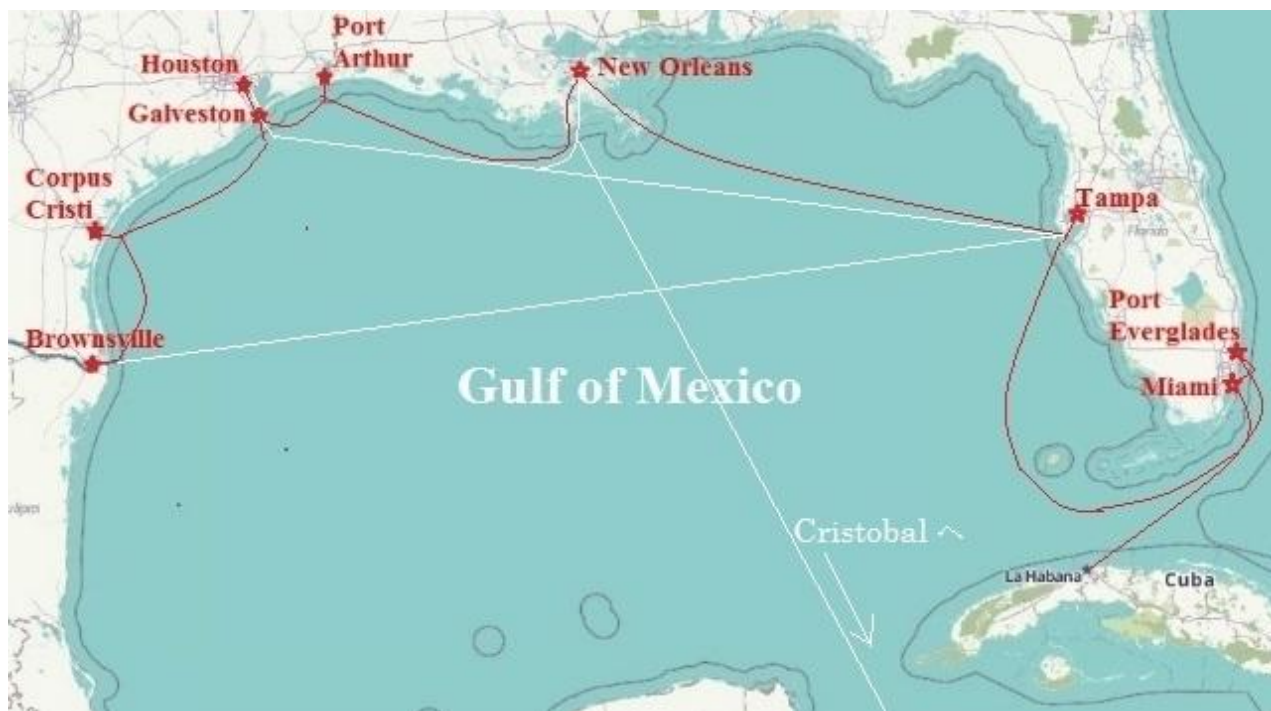 Port
Arthur
Houston
New Orleans
Galveston
Corpus
Cristi
Tampa
Florida
Port
Everglades
Brownsville
Miami
Gulf of Mexico
Cristobal へ
La Habana
Cuba